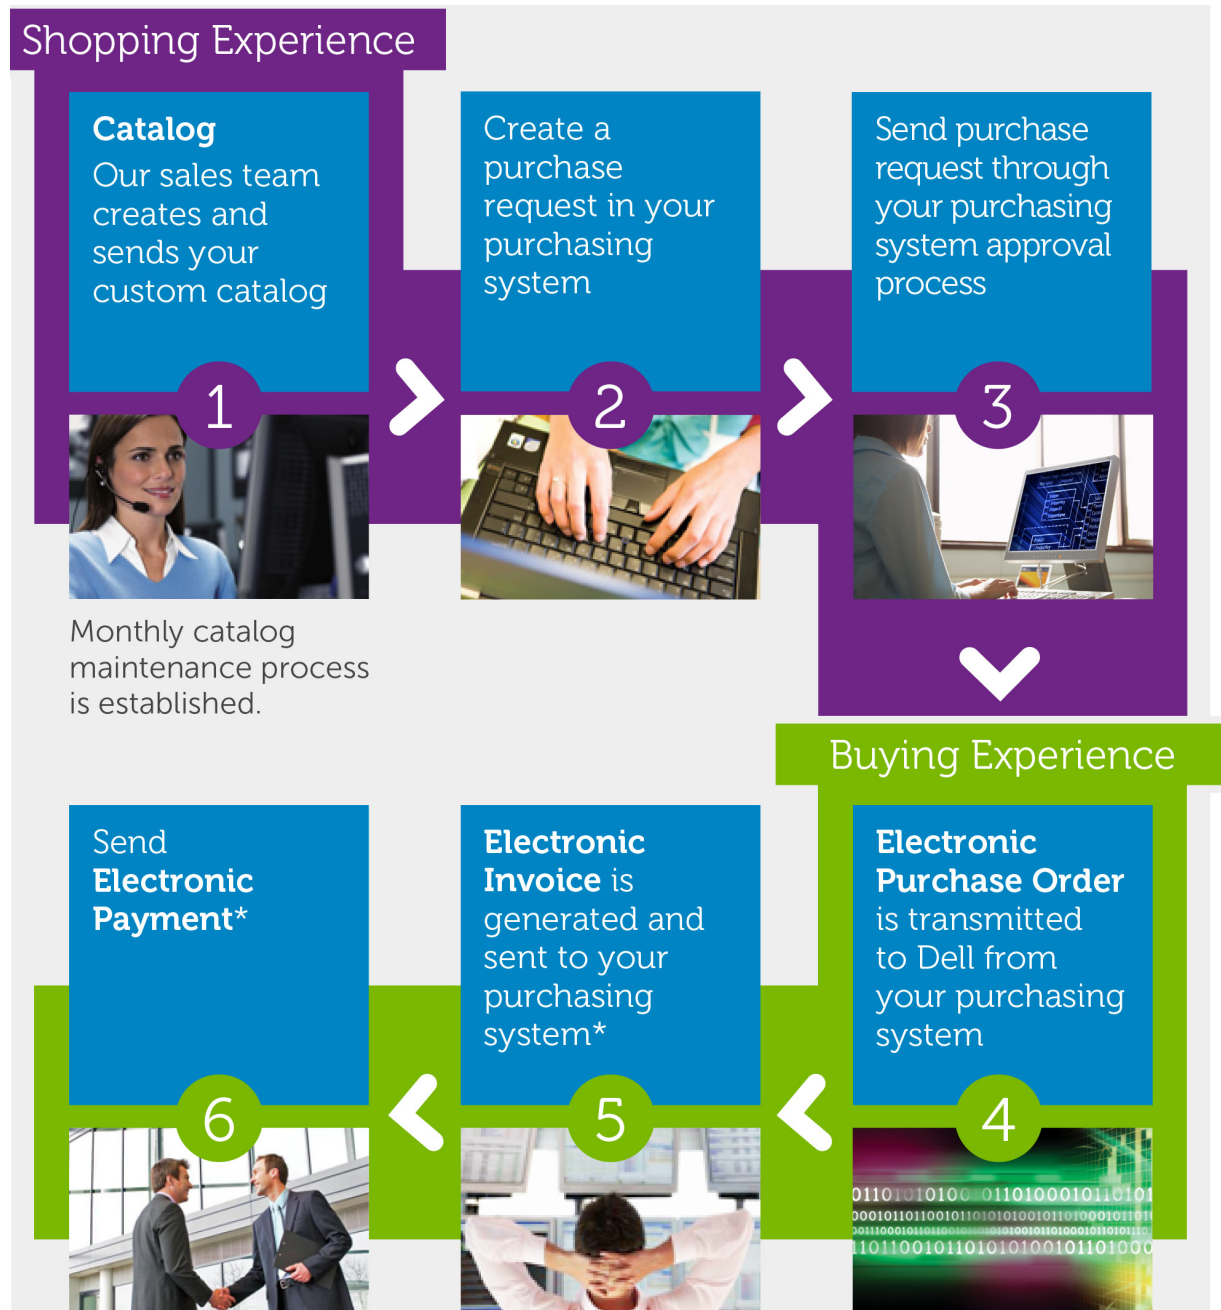 Shopping Experience
Catalog
Our sales team
creates and
sends your
custom catalog
1
Monthly catalog
maintenance process
is established.
Create a
purchase
request in your
purchasing
system
2
Send purchase
request through
your purchasing
system approval
process
3
Buying Experience
Electronic
Purchase Order
is transmitted
to Dell from
your purchasing
system
4
Electronic
Invoice is
generated and
sent to your
purchasing
system*
5
Send
Electronic
Payment*
6